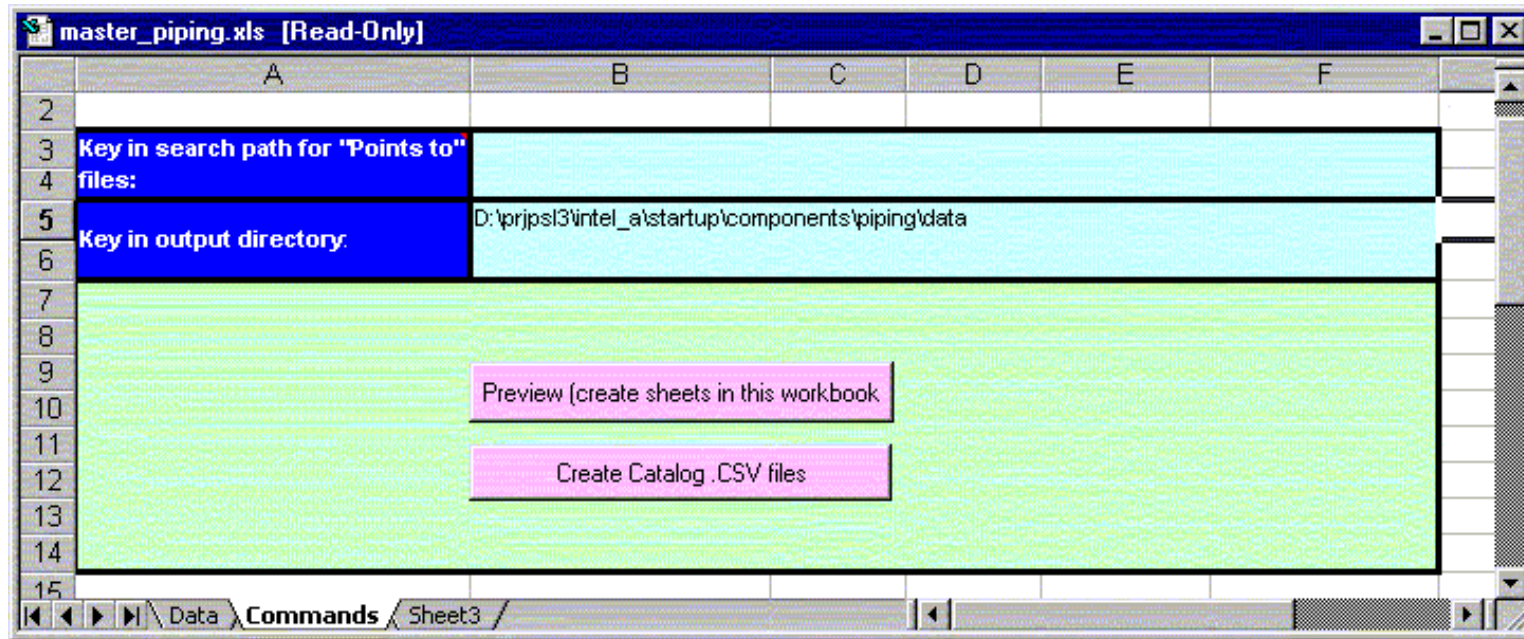 master_piping.xls [Read-Only]
A B C D E F
2
3 Key in search path for "Points to"
4 files:
5 D:\prjpsl3\intel_a\startup\components\piping\data
Key in output directory:
6
7
8
9
Preview (create sheets in this workbook
10
11
12 Create Catalog .CSV files
13
14
15
Data Commands Sheet3